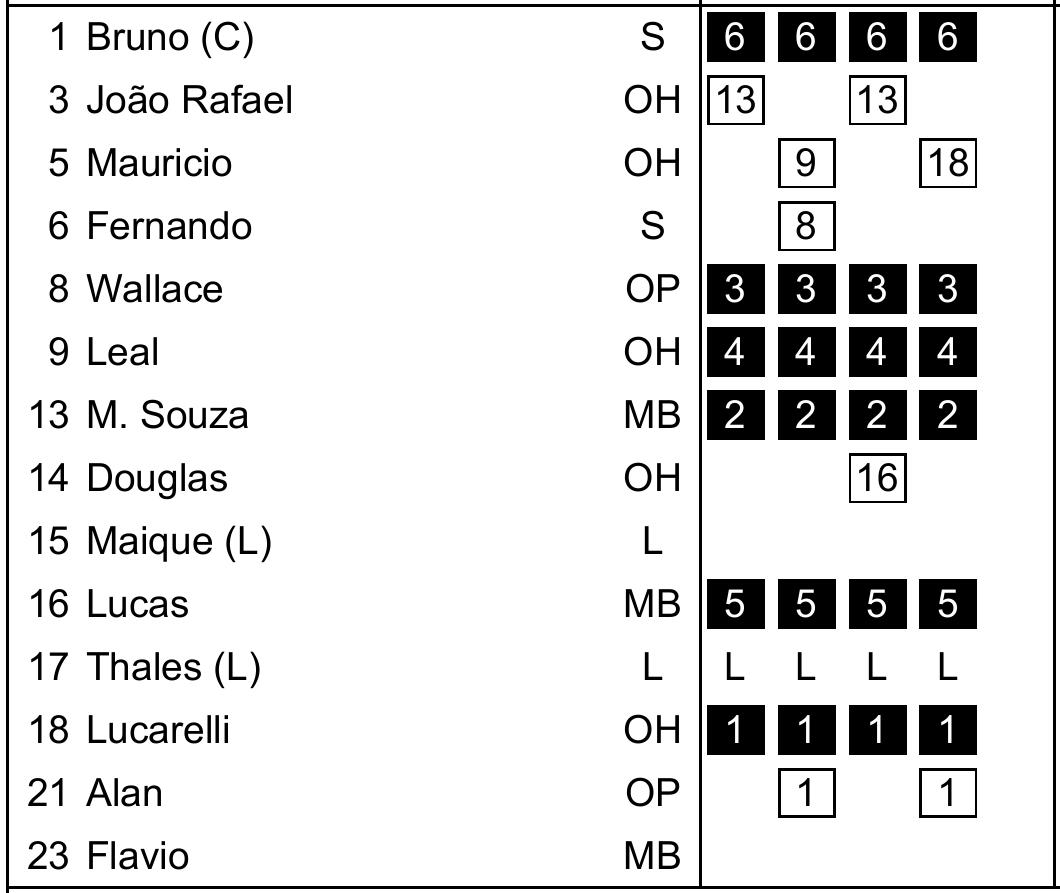 1 Bruno (C) S 6 6 6 6
3 João Rafael OH 13 13
5 Mauricio OH 9 18
6 Fernando S 8
8 Wallace OP 3 3 3 3
9 Leal OH 4 4 4 4
13 M. Souza MB 2 2 2 2
14 Douglas OH 16
15 Maique (L) L
16 Lucas MB 5 5 5 5
17 Thales (L) L L L L L
18 Lucarelli OH 1 1 1 1
21 Alan OP 1 1
23 Flavio MB